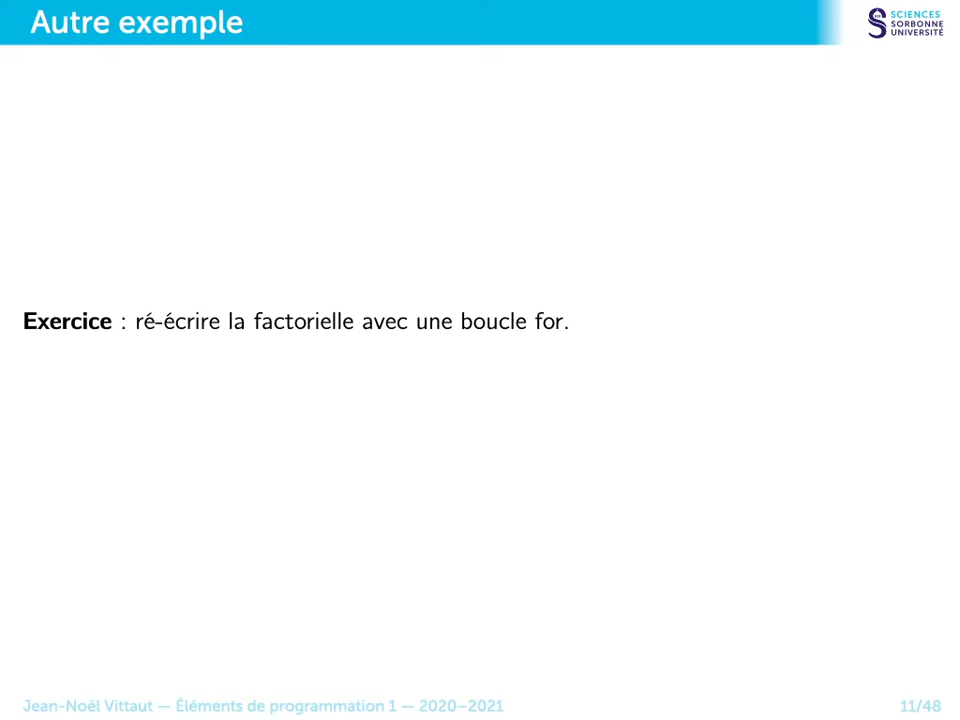 Autre exemple
SCIENCES
SORBONNE
UNIVERSITÉ
Exercice : ré-écrire la factorielle avec une boucle for.
Jean-Noël Vittaut — Éléments de programmation 1 — 2020–2021
11/48